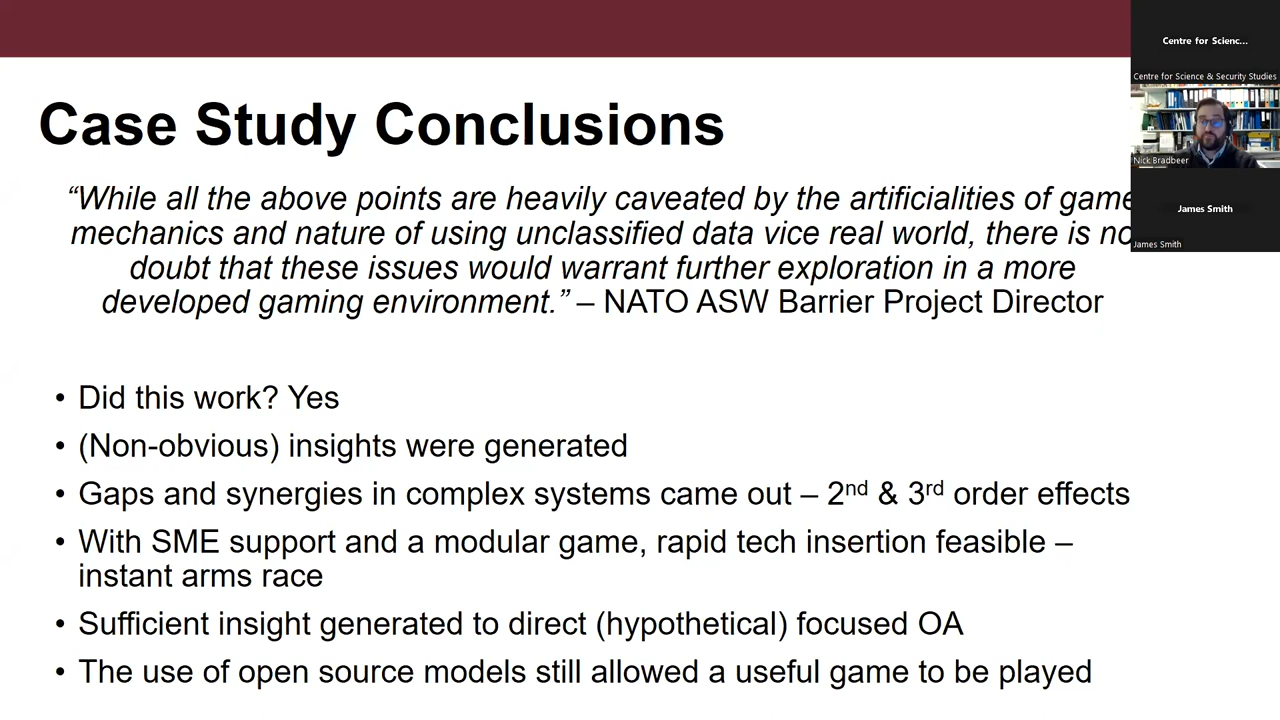 Case Study Conclusions
“While all the above points are heavily caveated by the artificialities of game
mechanics and nature of using unclassified data vice real world, there is no
doubt that these issues would warrant further exploration in a more
developed gaming environment.” – NATO ASW Barrier Project Director
• Did this work? Yes
• (Non-obvious) insights were generated
• Gaps and synergies in complex systems came out – 2nd & 3rd order effects
• With SME support and a modular game, rapid tech insertion feasible –
instant arms race
• Sufficient insight generated to direct (hypothetical) focused OA
• The use of open source models still allowed a useful game to be played
Centre for Scienc...
Centre for Science & Security Studies
Nick Bradbeer
James Smith
James Smith